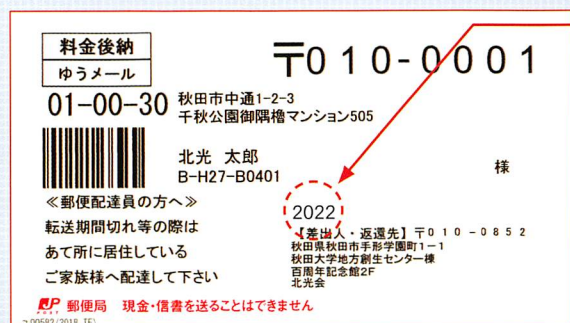 料金後納
ゆうメール
〒010-0001
01-00-30
秋田市中通1-2-3
千秋公園御隅櫓マンション505
北光 太郎
B-H27-B0401
様
≪郵便配達員の方へ≫
転送期間切れ等の際は
あて所に居住している
ご家族様へ配達して下さい
2022
【差出人・返還先】〒010-0852
秋田県秋田市手形学園町1-1
秋田大学地方創生センター棟
百周年記念館2F
北光会
JP POST 郵便局 現金・信書を送ることはできません